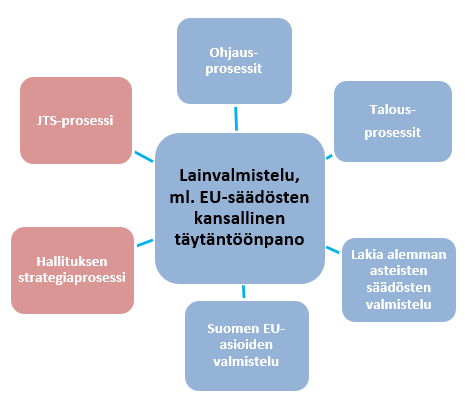 Ohjaus-
prosessit
JTS-prosessi
Talous-
prosessit
Lainvalmistelu,
ml. EU-säädösten
kansallinen
täytäntöönpano
Hallituksen
strategiaprosessi
Lakia alemman
asteisten
säädösten
valmistelu
Suomen EU-
asioiden
valmistelu